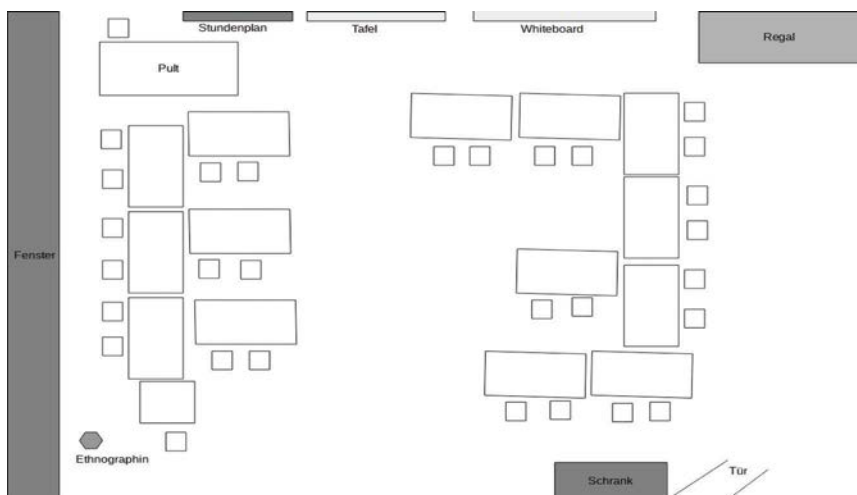 Stundenplan
Tafel
Whiteboard
Regal
Pult
Fenster
Ethnographin
Schrank
Tür